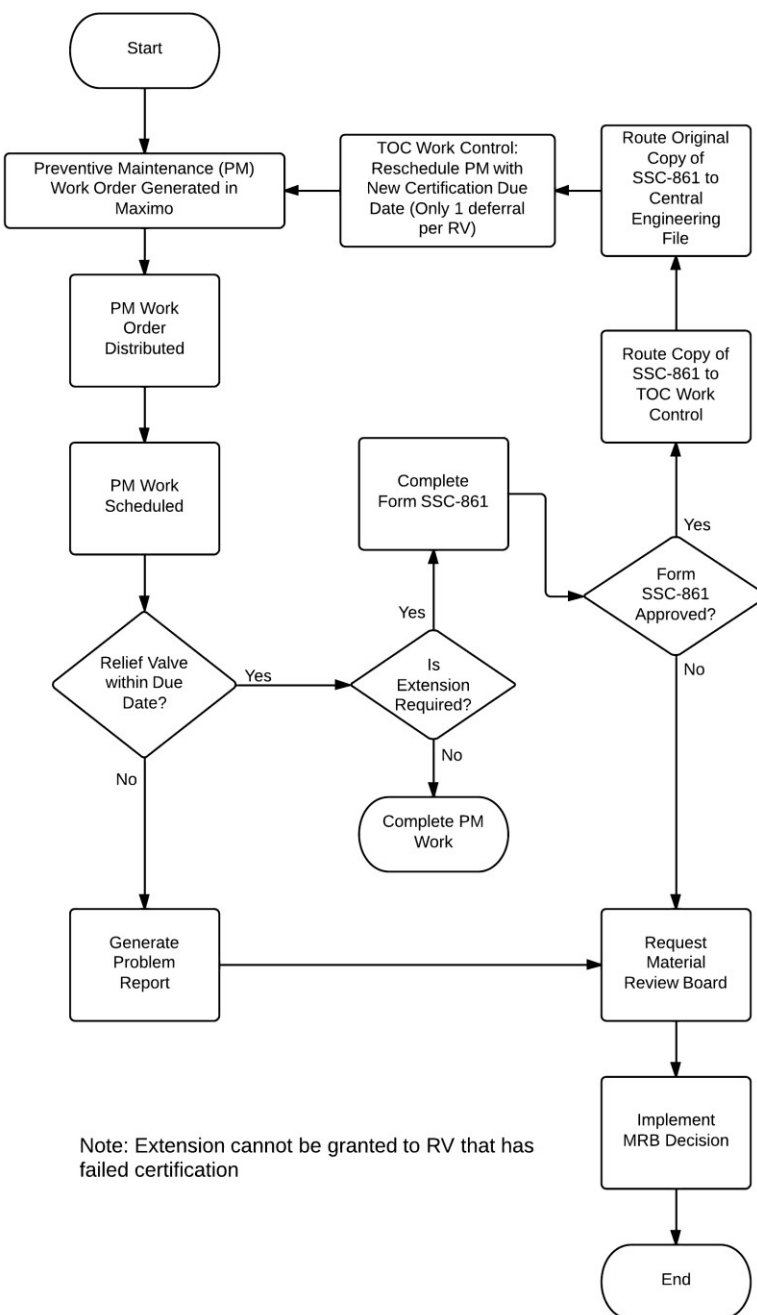 Start
Preventive Maintenance (PM)
Work Order Generated in
Maximo
TOC Work Control:
Reschedule PM with
New Certification Due
Date (Only 1 deferral
per RV)
Route Original
Copy of
SSC-861 to
Central
Engineering
File
PM Work
Order
Distributed
Route Copy of
SSC-861 to
TOC Work
Control
PM Work
Scheduled
Complete
Form SSC-861
Yes
Form
SSC-861
Approved?
No
Relief Valve
within Due
Date?
Yes
No
Yes
Is
Extension
Required?
No
Complete PM
Work
Generate
Problem
Report
Request
Material
Review Board
Implement
MRB Decision
Note: Extension cannot be granted to RV that has
failed certification
End